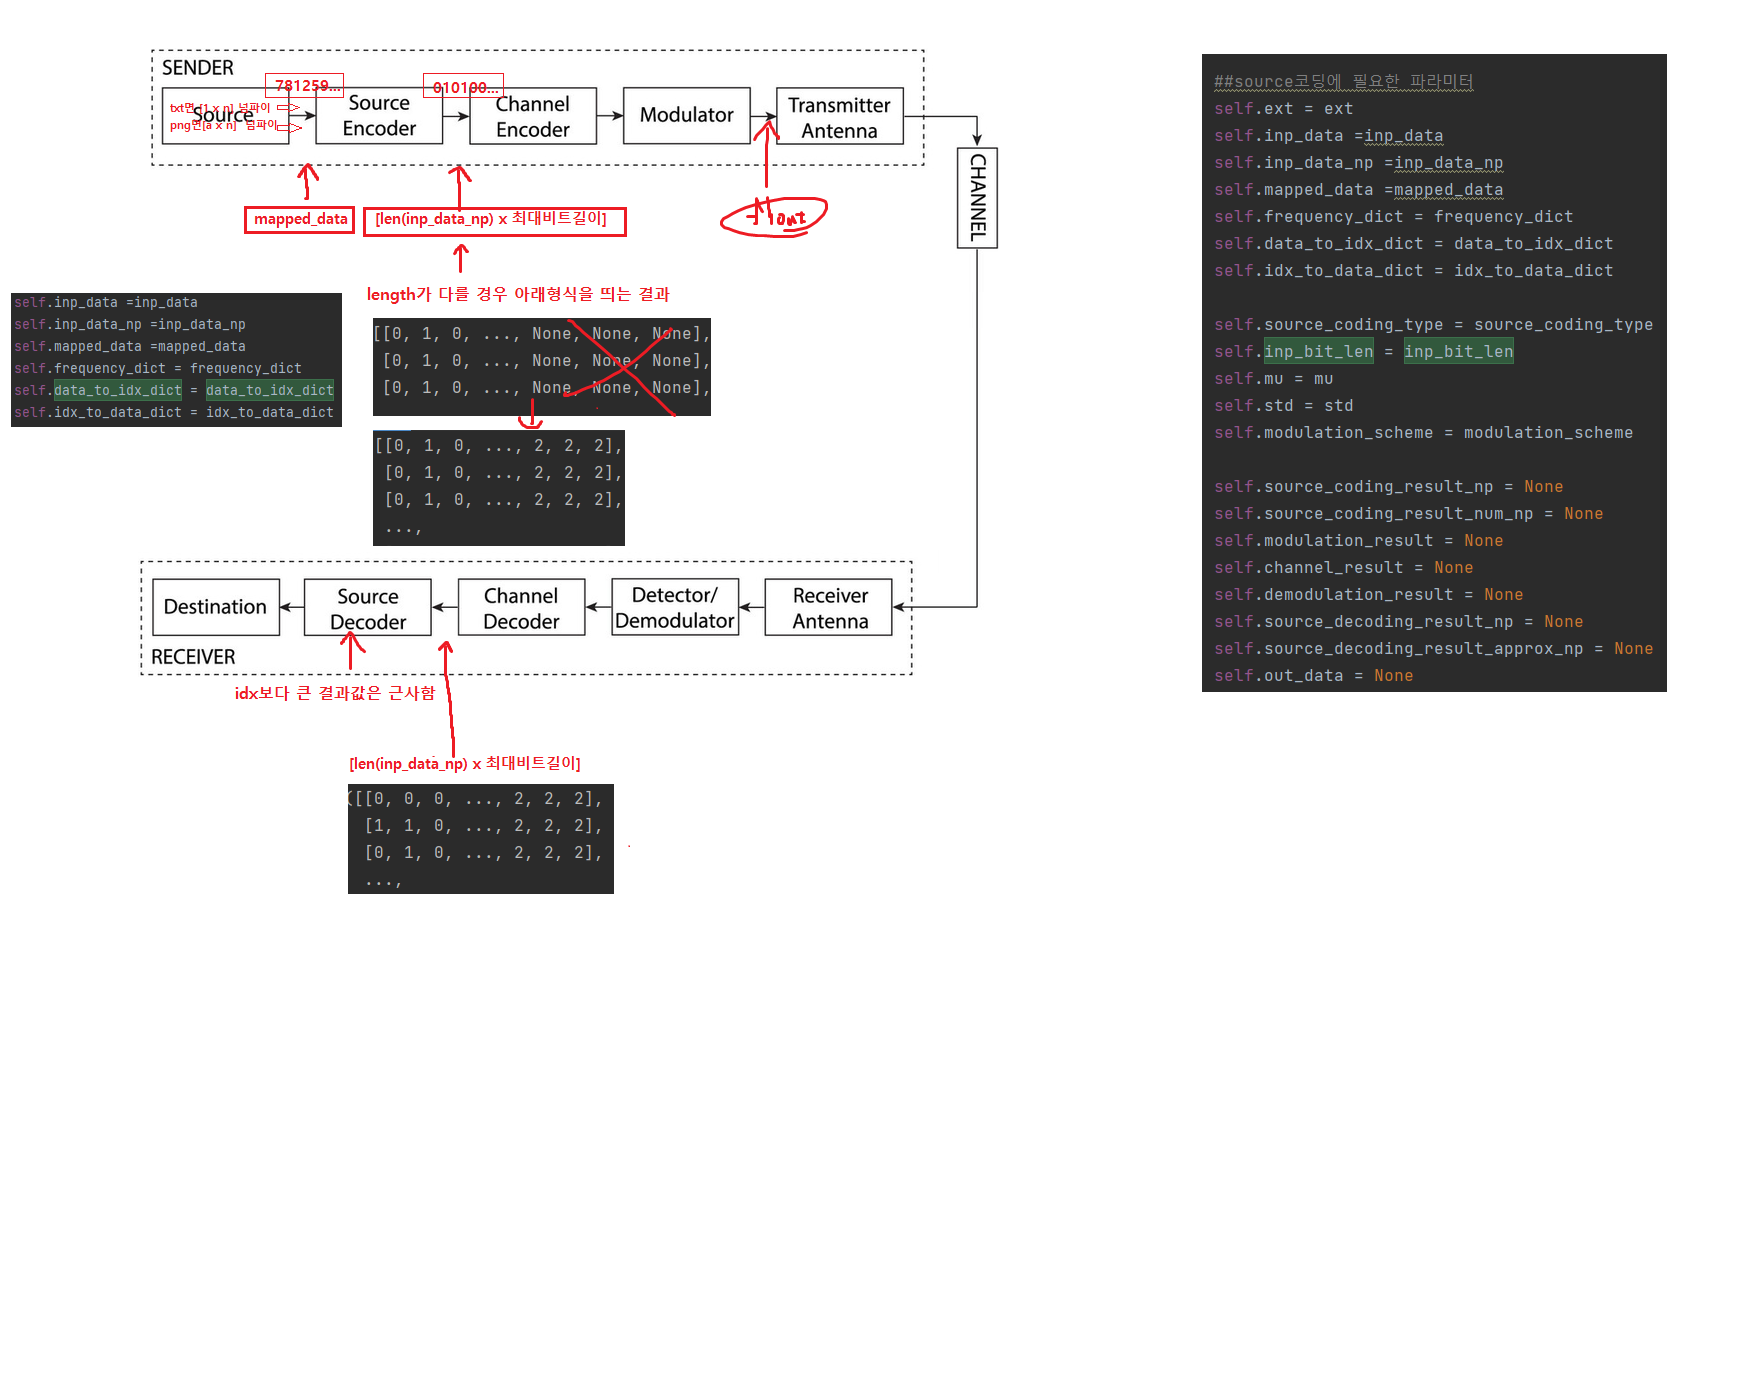 SENDER
781259...
010100...
txt면 [1 x n] 넘파이
png면[a x n] 넘파이
Source
Source
Encoder
Channel
Encoder
Modulator
Transmitter
Antenna
CHANNEL
mapped_data
[len(inp_data_np) x 최대비트길이]
length가 다를 경우 아래형식을 띄는 결과
self.inp_data =inp_data
self.inp_data_np =inp_data_np
self.mapped_data =mapped_data
self.frequency_dict = frequency_dict
self.data_to_idx_dict = data_to_idx_dict
self.idx_to_data_dict = idx_to_data_dict
[[0, 1, 0, ..., None, None, None],
[0, 1, 0, ..., None, None, None],
[0, 1, 0, ..., None, None, None],
[[0, 1, 0, ..., 2, 2, 2],
[0, 1, 0, ..., 2, 2, 2],
[0, 1, 0, ..., 2, 2, 2],
...,
Destination
Source
Decoder
Channel
Decoder
Detector/
Demodulator
Receiver
Antenna
RECEIVER
idx보다 큰 결과값은 근사함
[len(inp_data_np) x 최대비트길이]
([[0, 0, 0, ..., 2, 2, 2],
[1, 1, 0, ..., 2, 2, 2],
[0, 1, 0, ..., 2, 2, 2],
...,
##source코딩에 필요한 파라미터
self.ext = ext
self.inp_data =inp_data
self.inp_data_np =inp_data_np
self.mapped_data =mapped_data
self.frequency_dict = frequency_dict
self.data_to_idx_dict = data_to_idx_dict
self.idx_to_data_dict = idx_to_data_dict
self.source_coding_type = source_coding_type
self.inp_bit_len = inp_bit_len
self.mu = mu
self.std = std
self.modulation_scheme = modulation_scheme
self.source_coding_result_np = None
self.source_coding_result_num_np = None
self.modulation_result = None
self.channel_result = None
self.demodulation_result = None
self.source_decoding_result_np = None
self.source_decoding_result_approx_np = None
self.out_data = None